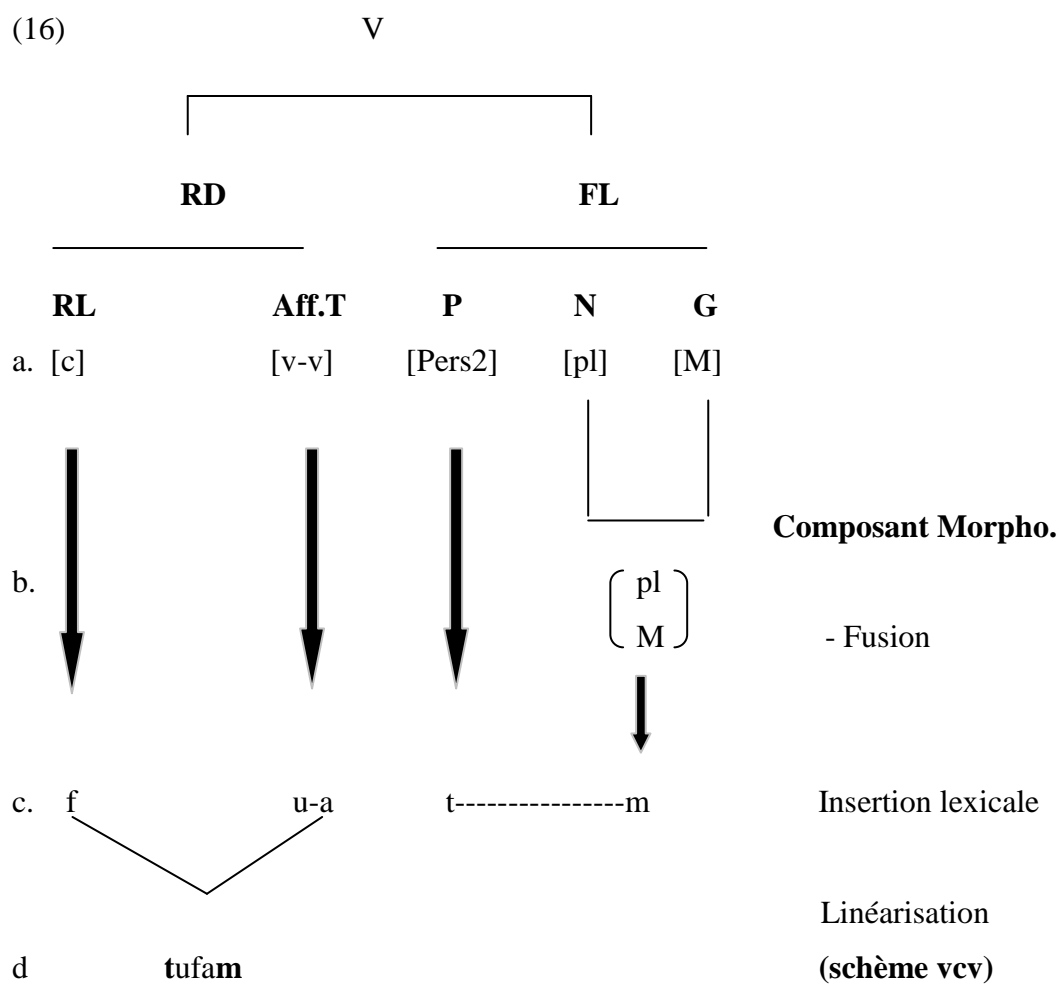 (16) V
RD FL
RL Aff.T P N G
a. [c] [v-v] [Pers2] [pl] [M]
Composant Morpho.
b. pl
M - Fusion
c. f u-a t----------------m Insertion lexicale
Linéarisation
d tufam (schème vcv)